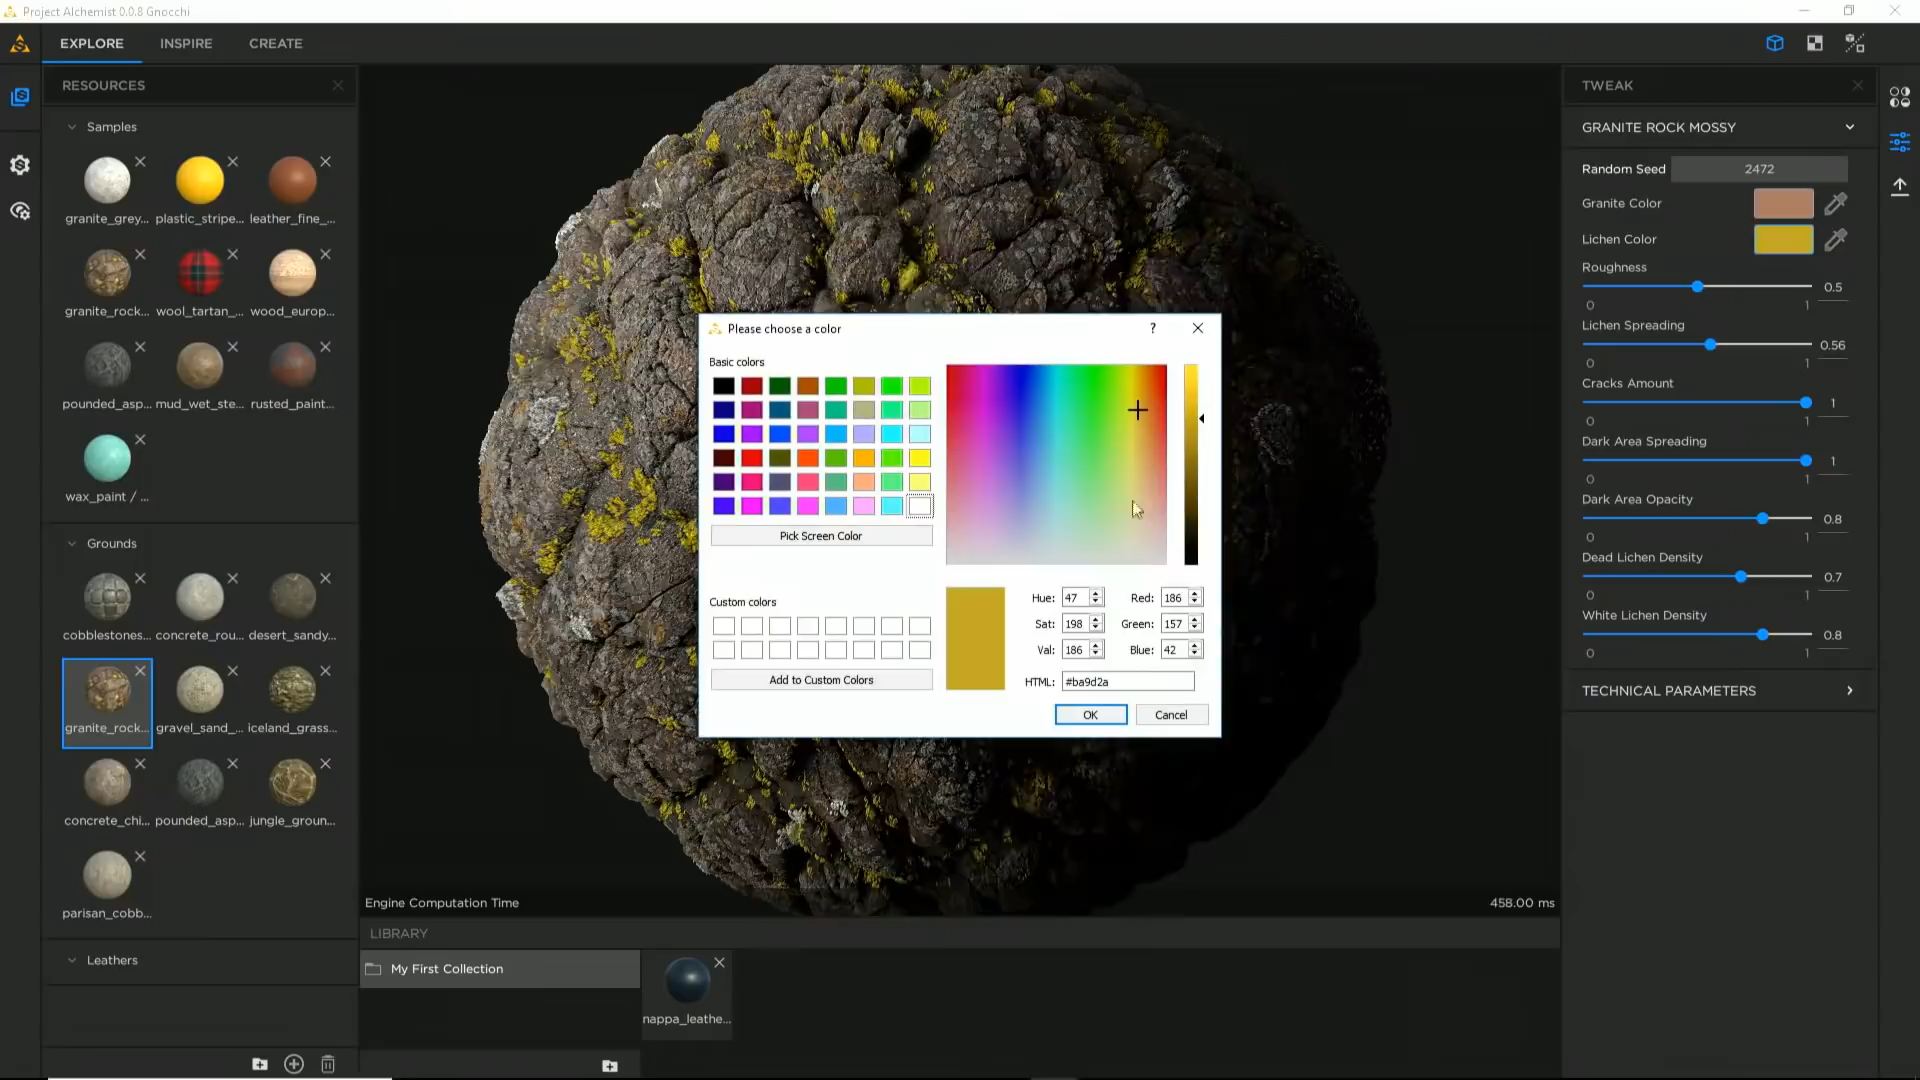 Project Alchemist 0.0.8 Gnocchi
EXPLORE INSPIRE CREATE
RESOURCES
Samples
granite_grey... plastic_stripe... leather_fine_...
granite_rock... wool_tartan_... wood_europ...
pounded_asp... mud_wet_ste... rusted_paint...
wax_paint / ...
Grounds
cobblestones... concrete_rou... desert_sandy...
granite_rock... gravel_sand_... iceland_grass...
concrete_chi... pounded_asp... jungle_groun...
parisan_cobb...
Leathers
Please choose a color
?
Basic colors
Pick Screen Color
Custom colors
Add to Custom Colors
Hue: 47 Red: 186
Sat: 198 Green: 157
Val: 186 Blue: 42
HTML: #ba9d2a
OK Cancel
Engine Computation Time 458.00 ms
LIBRARY
My First Collection
nappa_leathe...
TWEAK
GRANITE ROCK MOSSY
Random Seed 2472
Granite Color
Lichen Color
Roughness
0.5
0 1
Lichen Spreading
0.56
0 1
Cracks Amount
1
0 1
Dark Area Spreading
1
0 1
Dark Area Opacity
0.8
0 1
Dead Lichen Density
0.7
0 1
White Lichen Density
0.8
0 1
TECHNICAL PARAMETERS